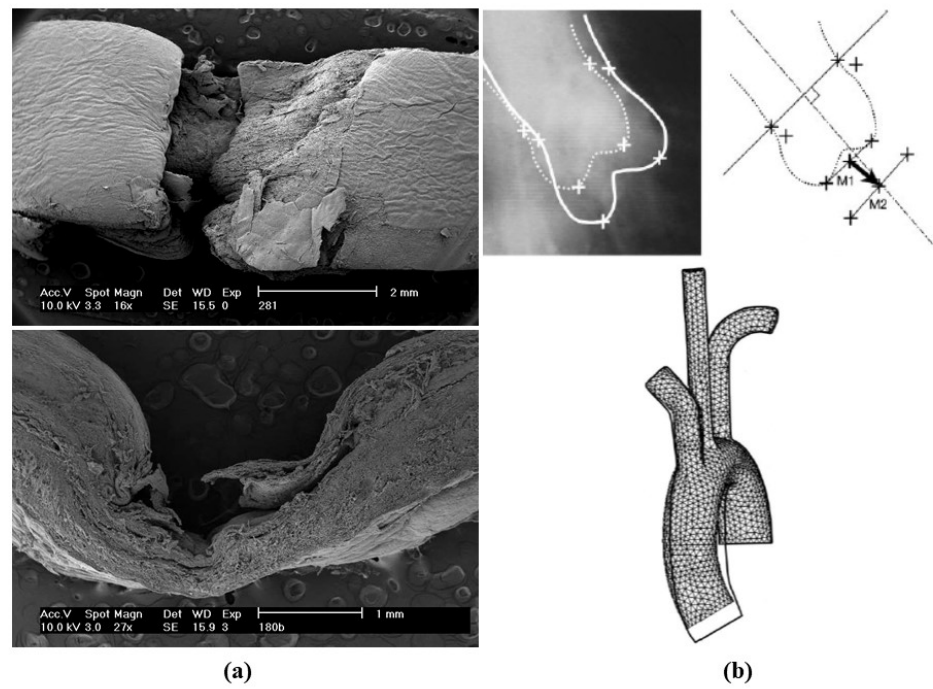 Acc.V Spot Magn Det WD Exp 2 mm
10.0 kV 3.3 16x SE 15.5 0 281
Acc.V Spot Magn Det WD Exp 1 mm
10.0 kV 3.0 27x SE 15.9 3 180b
M1
M2
(a)
(b)